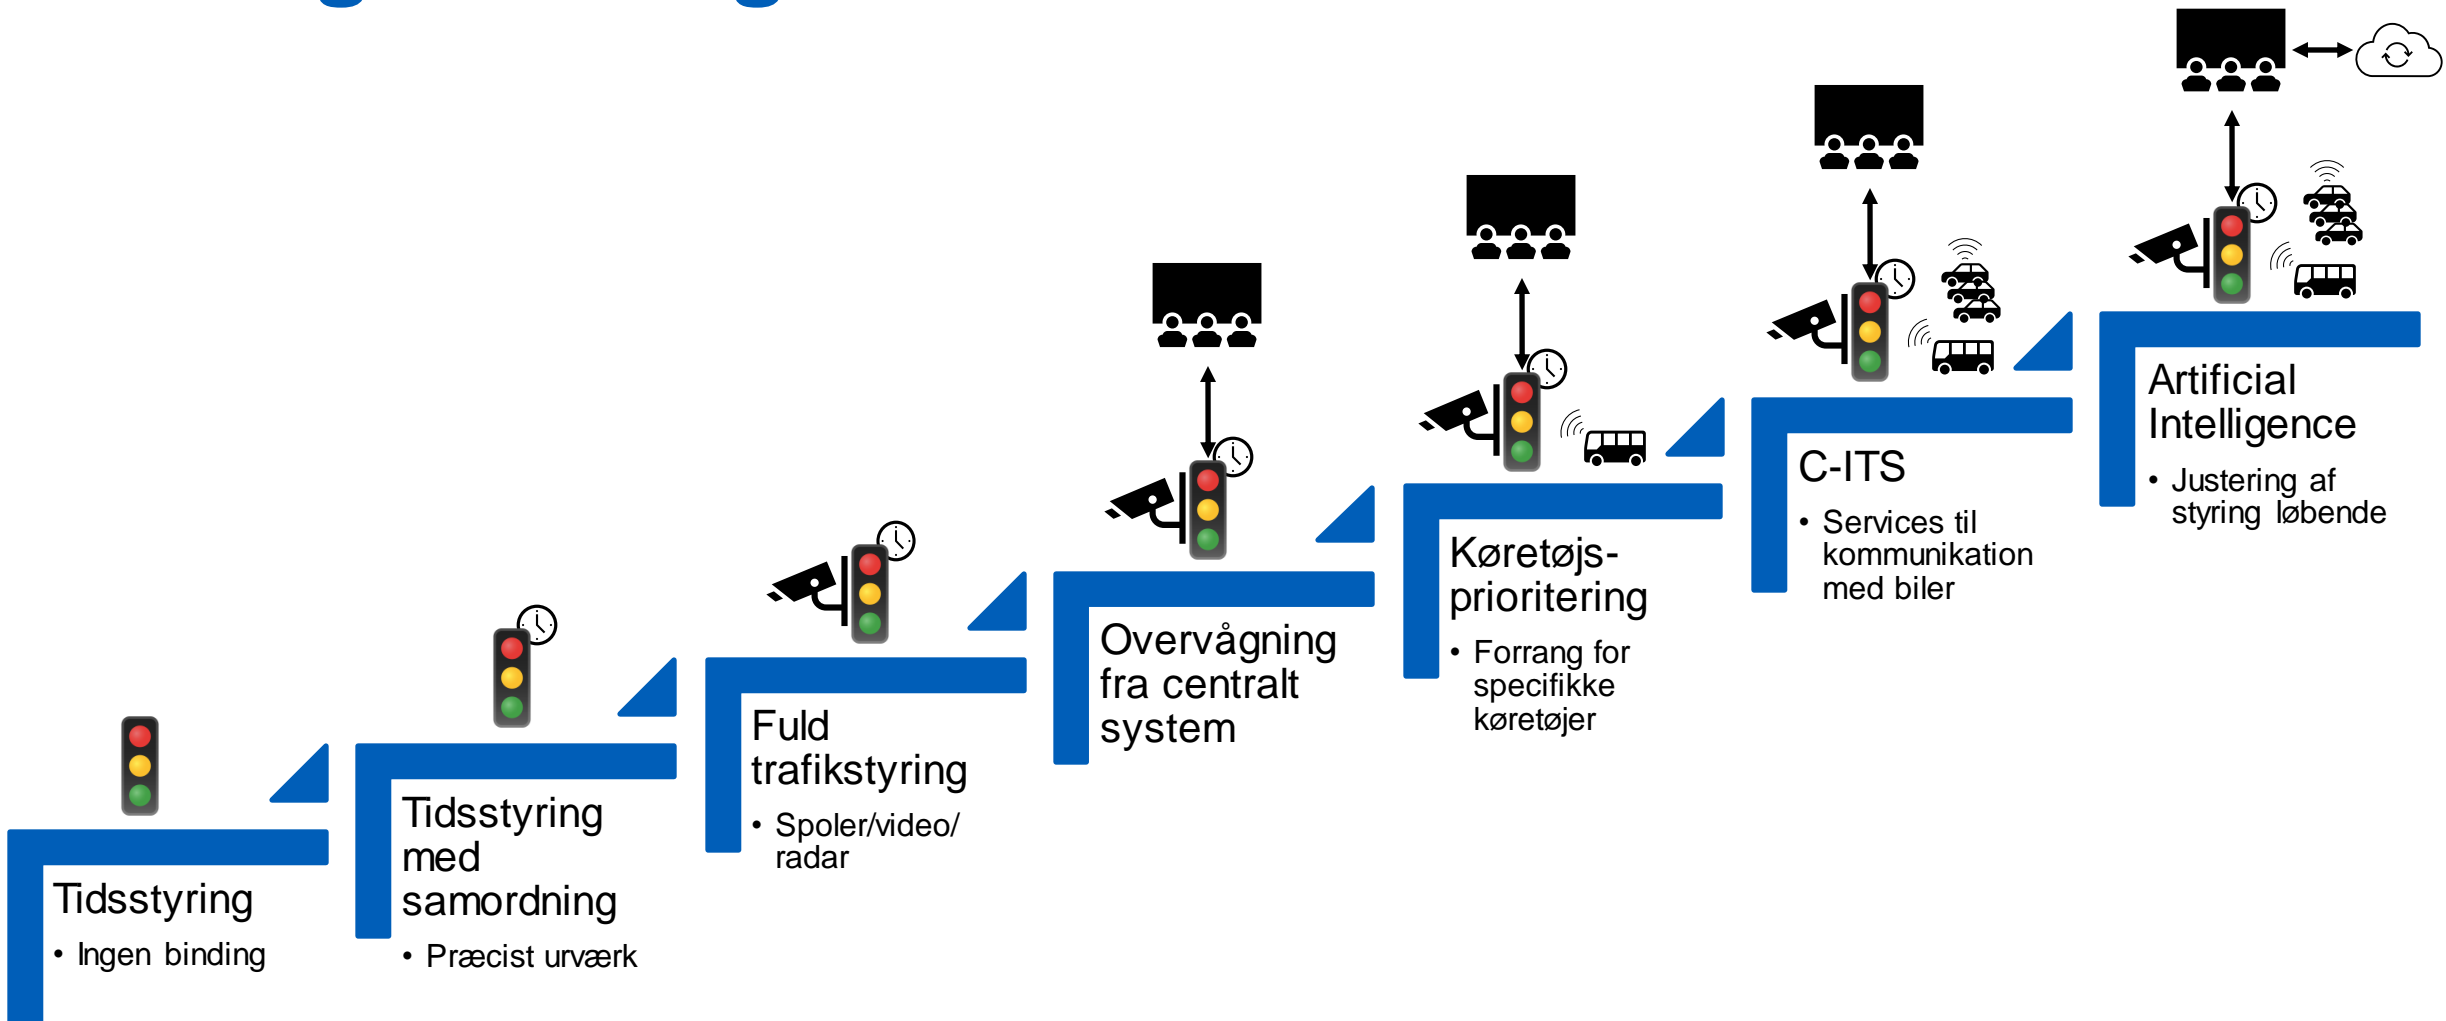 Tidsstyring
• Ingen binding
Tidsstyring
med
samordning
• Præcist urværk
Fuld
trafikstyring
• Spoler/video/
radar
Overvågning
fra centralt
system
Køretøjs-
prioritering
• Forrang for
specifikke
køretøjer
C-ITS
• Services til
kommunikation
med biler
Artificial
Intelligence
• Justering af
styring løbende